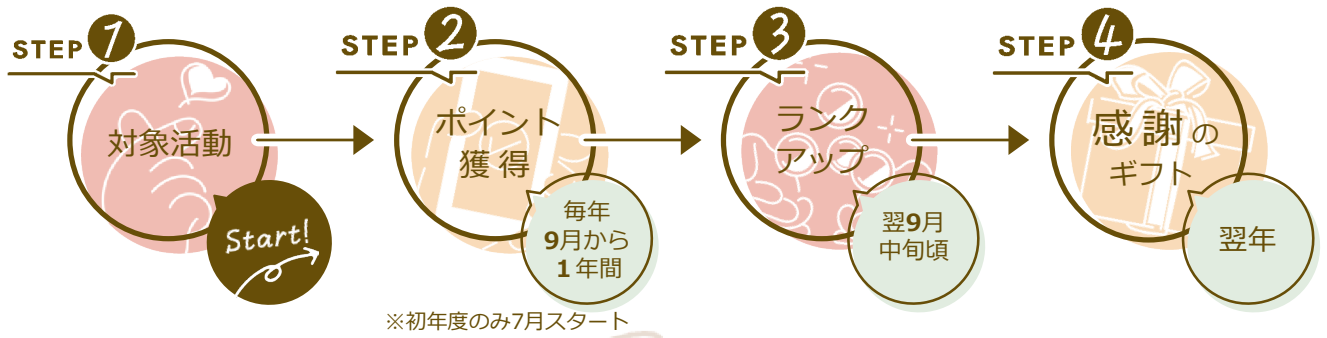 STEP 1
対象活動
Start!
STEP 2
ポイント
獲得
毎年
9月から
1年間
※初年度のみ7月スタート
STEP 3
ランク
アップ
翌9月
中旬頃
STEP 4
感謝の
ギフト
翌年